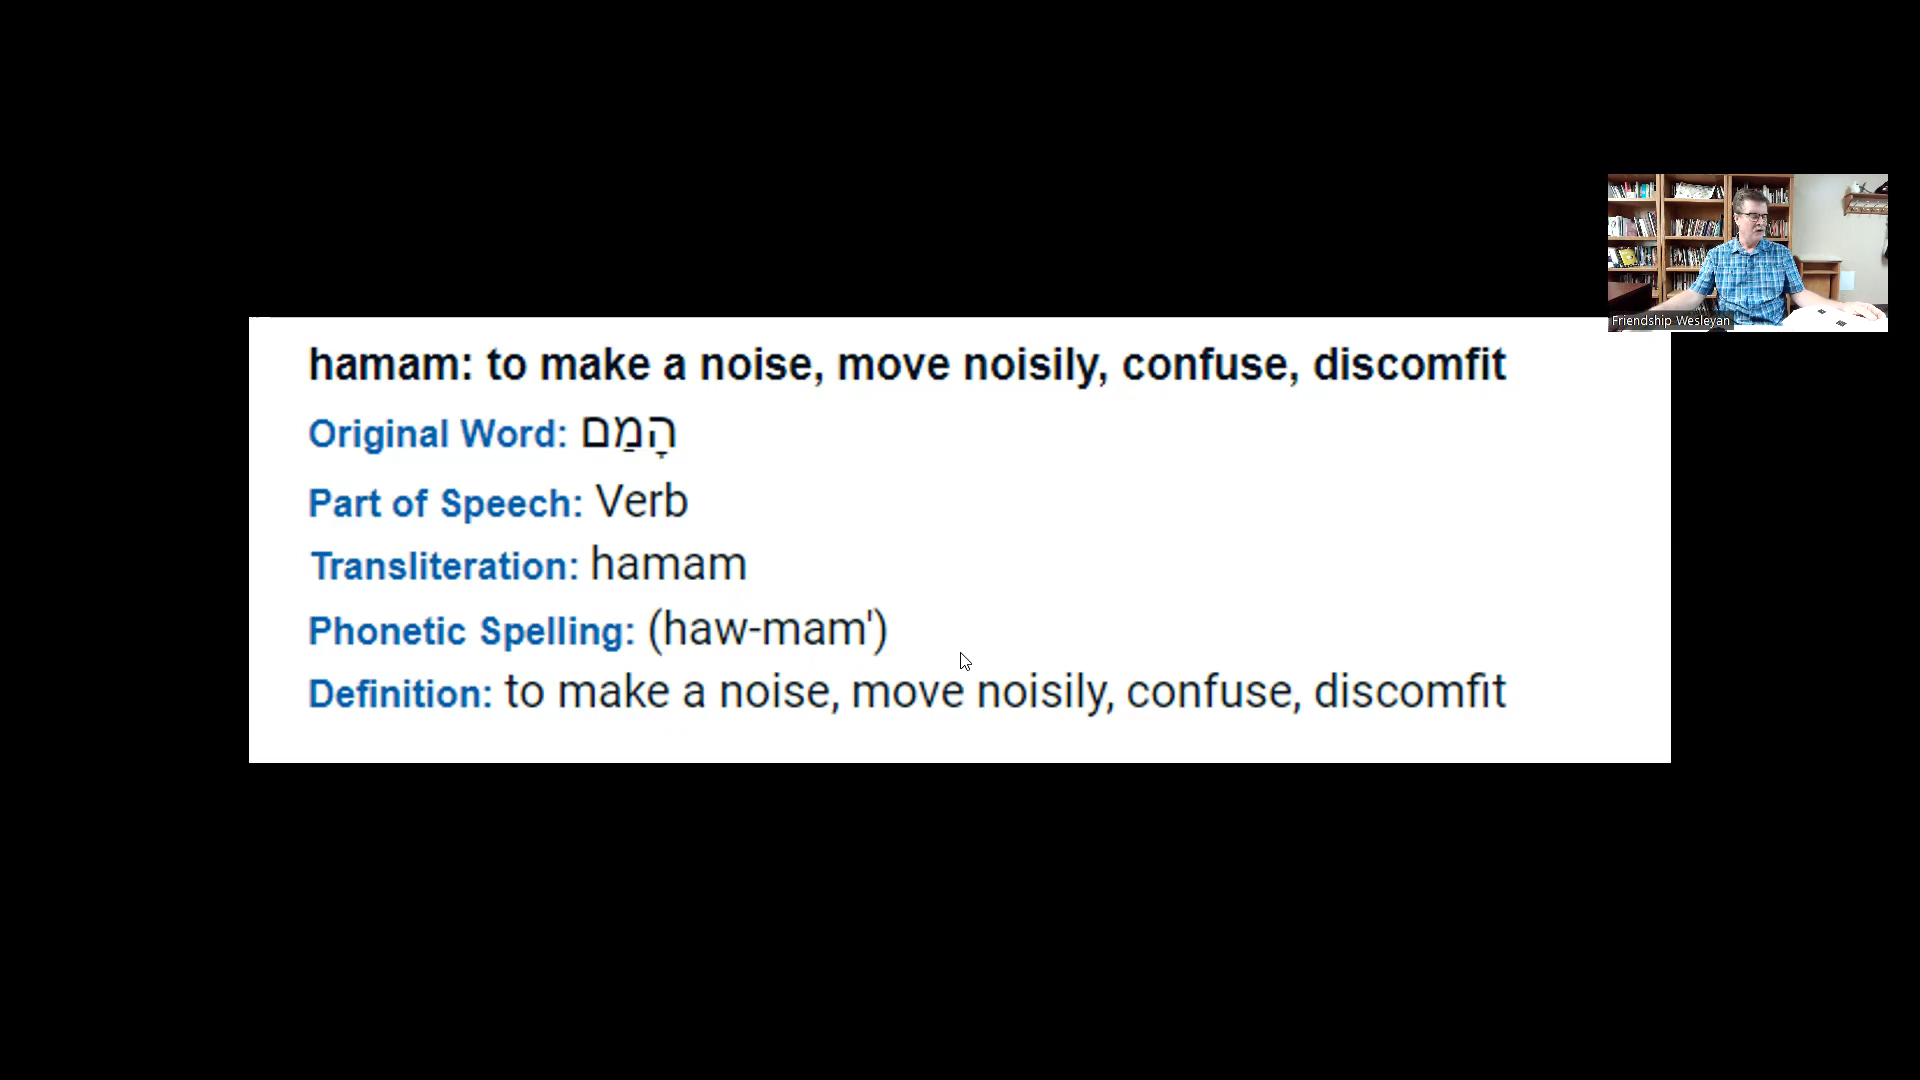 hamam: to make a noise, move noisily, confuse, discomfit
Original Word: הָמַם
Part of Speech: Verb
Transliteration: hamam
Phonetic Spelling: (haw-mam')
Definition: to make a noise, move noisily, confuse, discomfit
Friendship Wesleyan